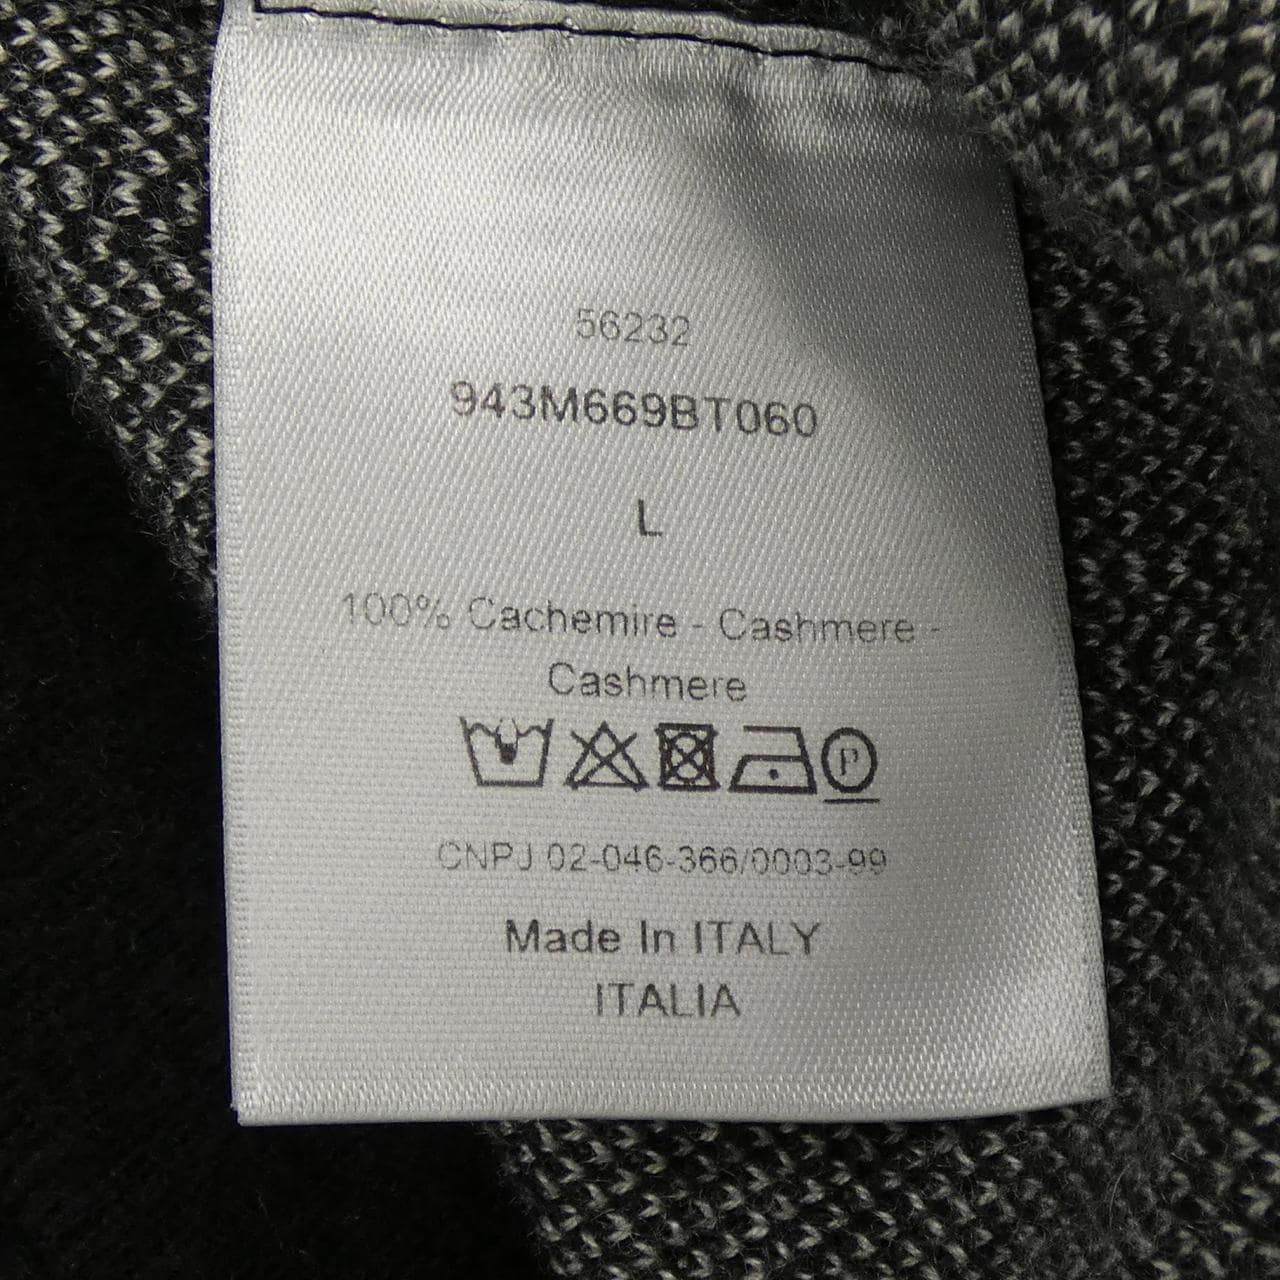 56232
943M669BT060
L
100% Cachemire - Cashmere -
Cashmere
P
CNPJ 02-046-366/0003-99
Made In ITALY
ITALIA